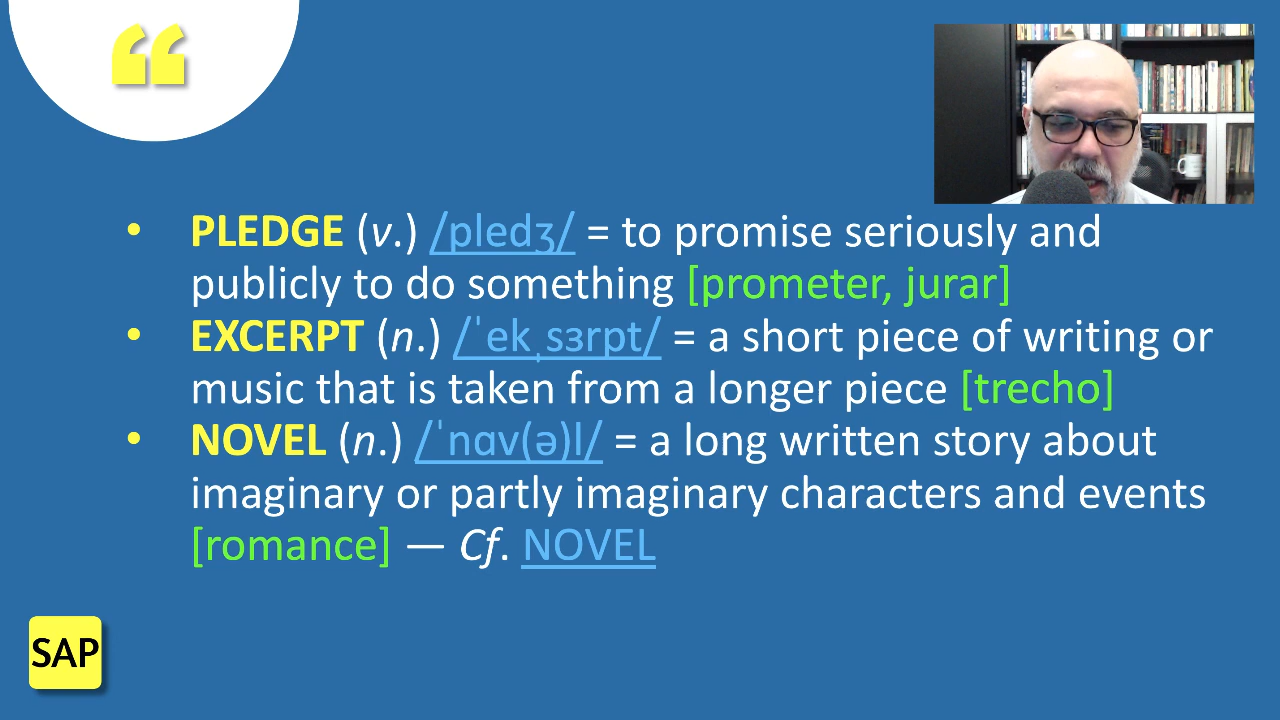 • PLEDGE (v.) /pledʒ/ = to promise seriously and
publicly to do something [prometer, jurar]
• EXCERPT (n.) /ˈekˌsɜrpt/ = a short piece of writing or
music that is taken from a longer piece [trecho]
• NOVEL (n.) /ˈnɑv(ə)l/ = a long written story about
imaginary or partly imaginary characters and events
[romance] — Cf. NOVEL
SAP